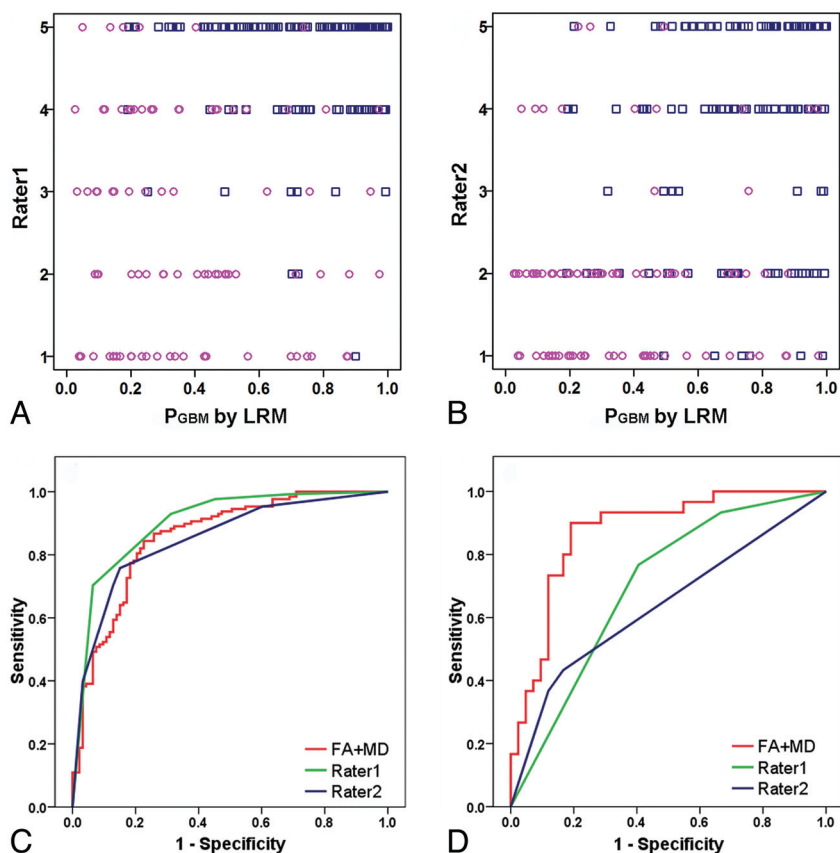 5
4
3
2
1
Rater1
0.0 0.2 0.4 0.6 0.8 1.0
PGBM by LRM
A
5
4
3
2
1
Rater2
0.0 0.2 0.4 0.6 0.8 1.0
PGBM by LRM
B
1.0
0.8
0.6
0.4
0.2
0.0
Sensitivity
FA+MD
Rater1
Rater2
0.0 0.2 0.4 0.6 0.8 1.0
1 - Specificity
C
1.0
0.8
0.6
0.4
0.2
0.0
Sensitivity
FA+MD
Rater1
Rater2
0.0 0.2 0.4 0.6 0.8 1.0
1 - Specificity
D